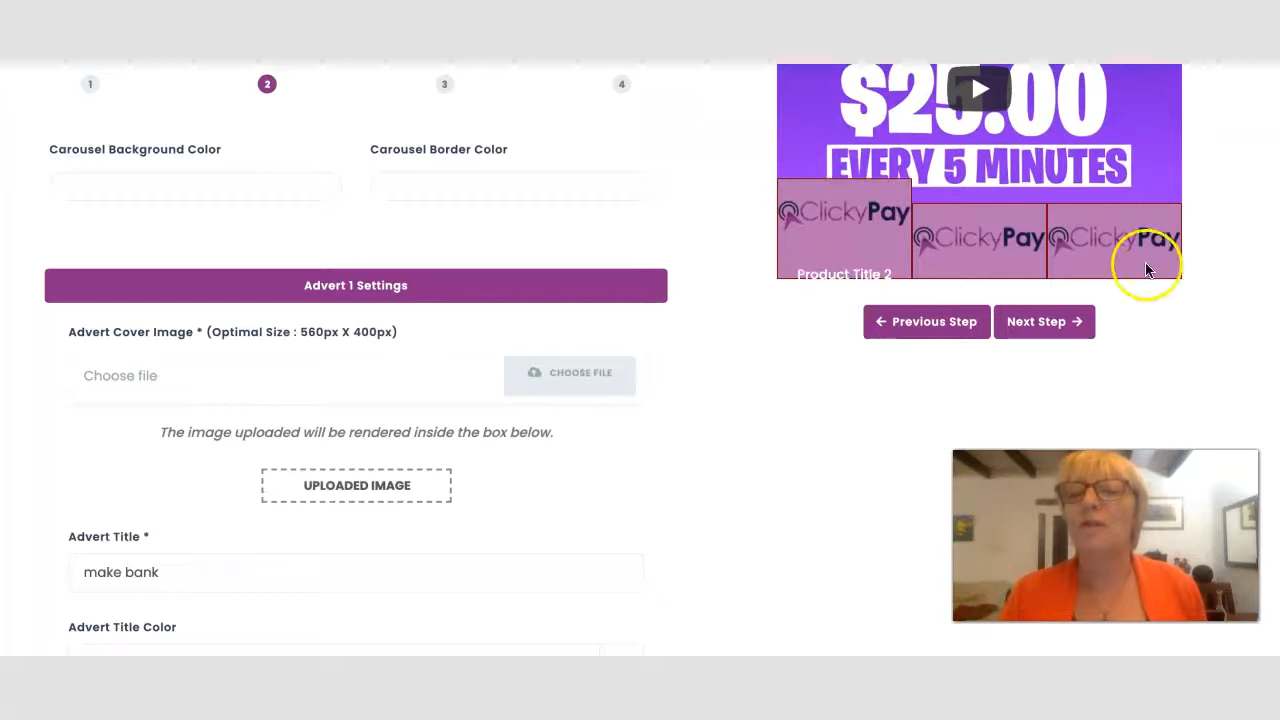 1
2
3
4
Carousel Background Color
Carousel Border Color
Advert 1 Settings
Advert Cover Image * (Optimal Size : 560px X 400px)
Choose file
CHOOSE FILE
The image uploaded will be rendered inside the box below.
UPLOADED IMAGE
Advert Title *
make bank
Advert Title Color
$25.00
EVERY 5 MINUTES
ClickyPay
ClickyPay
ClickyPay
Product Title 2
Previous Step
Next Step